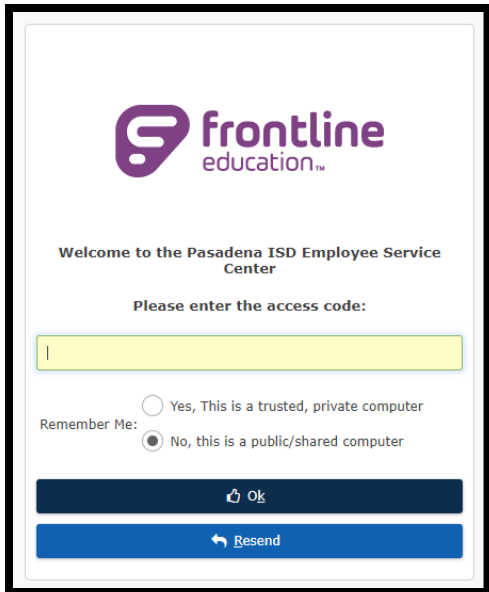 frontline
education™
Welcome to the Pasadena ISD Employee Service
Center
Please enter the access code:
Yes, This is a trusted, private computer
Remember Me:
No, this is a public/shared computer
Ok
Resend